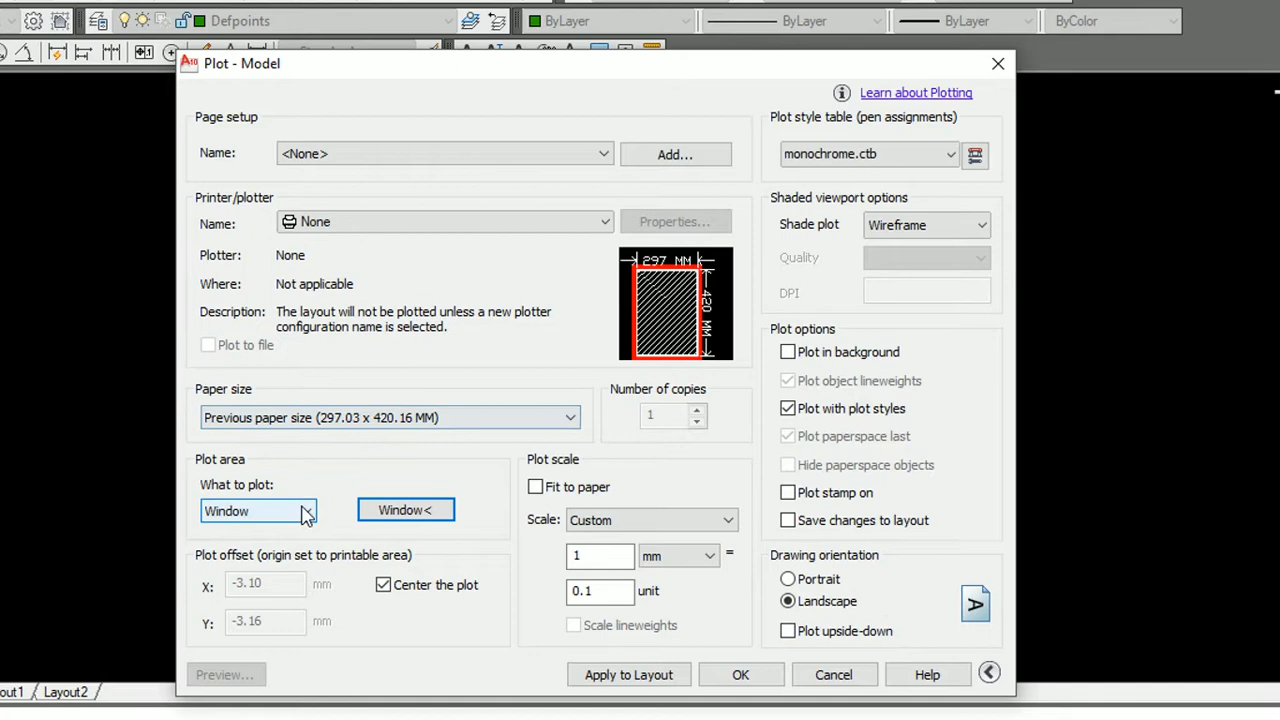 Defpoints
ByLayer
ByLayer
ByLayer
ByColor
Plot - Model
Learn about Plotting
Page setup
Name:
<None>
Add...
Plot style table (pen assignments)
monochrome.ctb
Printer/plotter
Name:
None
Properties...
Plotter:
None
Where:
Not applicable
Description:
The layout will not be plotted unless a new plotter
configuration name is selected.
Plot to file
297 MM
420 MM
Shaded viewport options
Shade plot
Wireframe
Quality
DPI
Paper size
Previous paper size (297.03 x 420.16 MM)
Number of copies
1
Plot options
Plot in background
Plot object lineweights
Plot with plot styles
Plot paperspace last
Hide paperspace objects
Plot stamp on
Save changes to layout
Plot area
What to plot:
Window
Window<
Plot scale
Fit to paper
Scale:
Custom
1
mm
=
0.1
unit
Scale lineweights
Plot offset (origin set to printable area)
X:
-3.10
mm
Center the plot
Y:
-3.16
mm
Drawing orientation
Portrait
Landscape
Plot upside-down
A
Preview...
Apply to Layout
OK
Cancel
Help
out1
Layout2